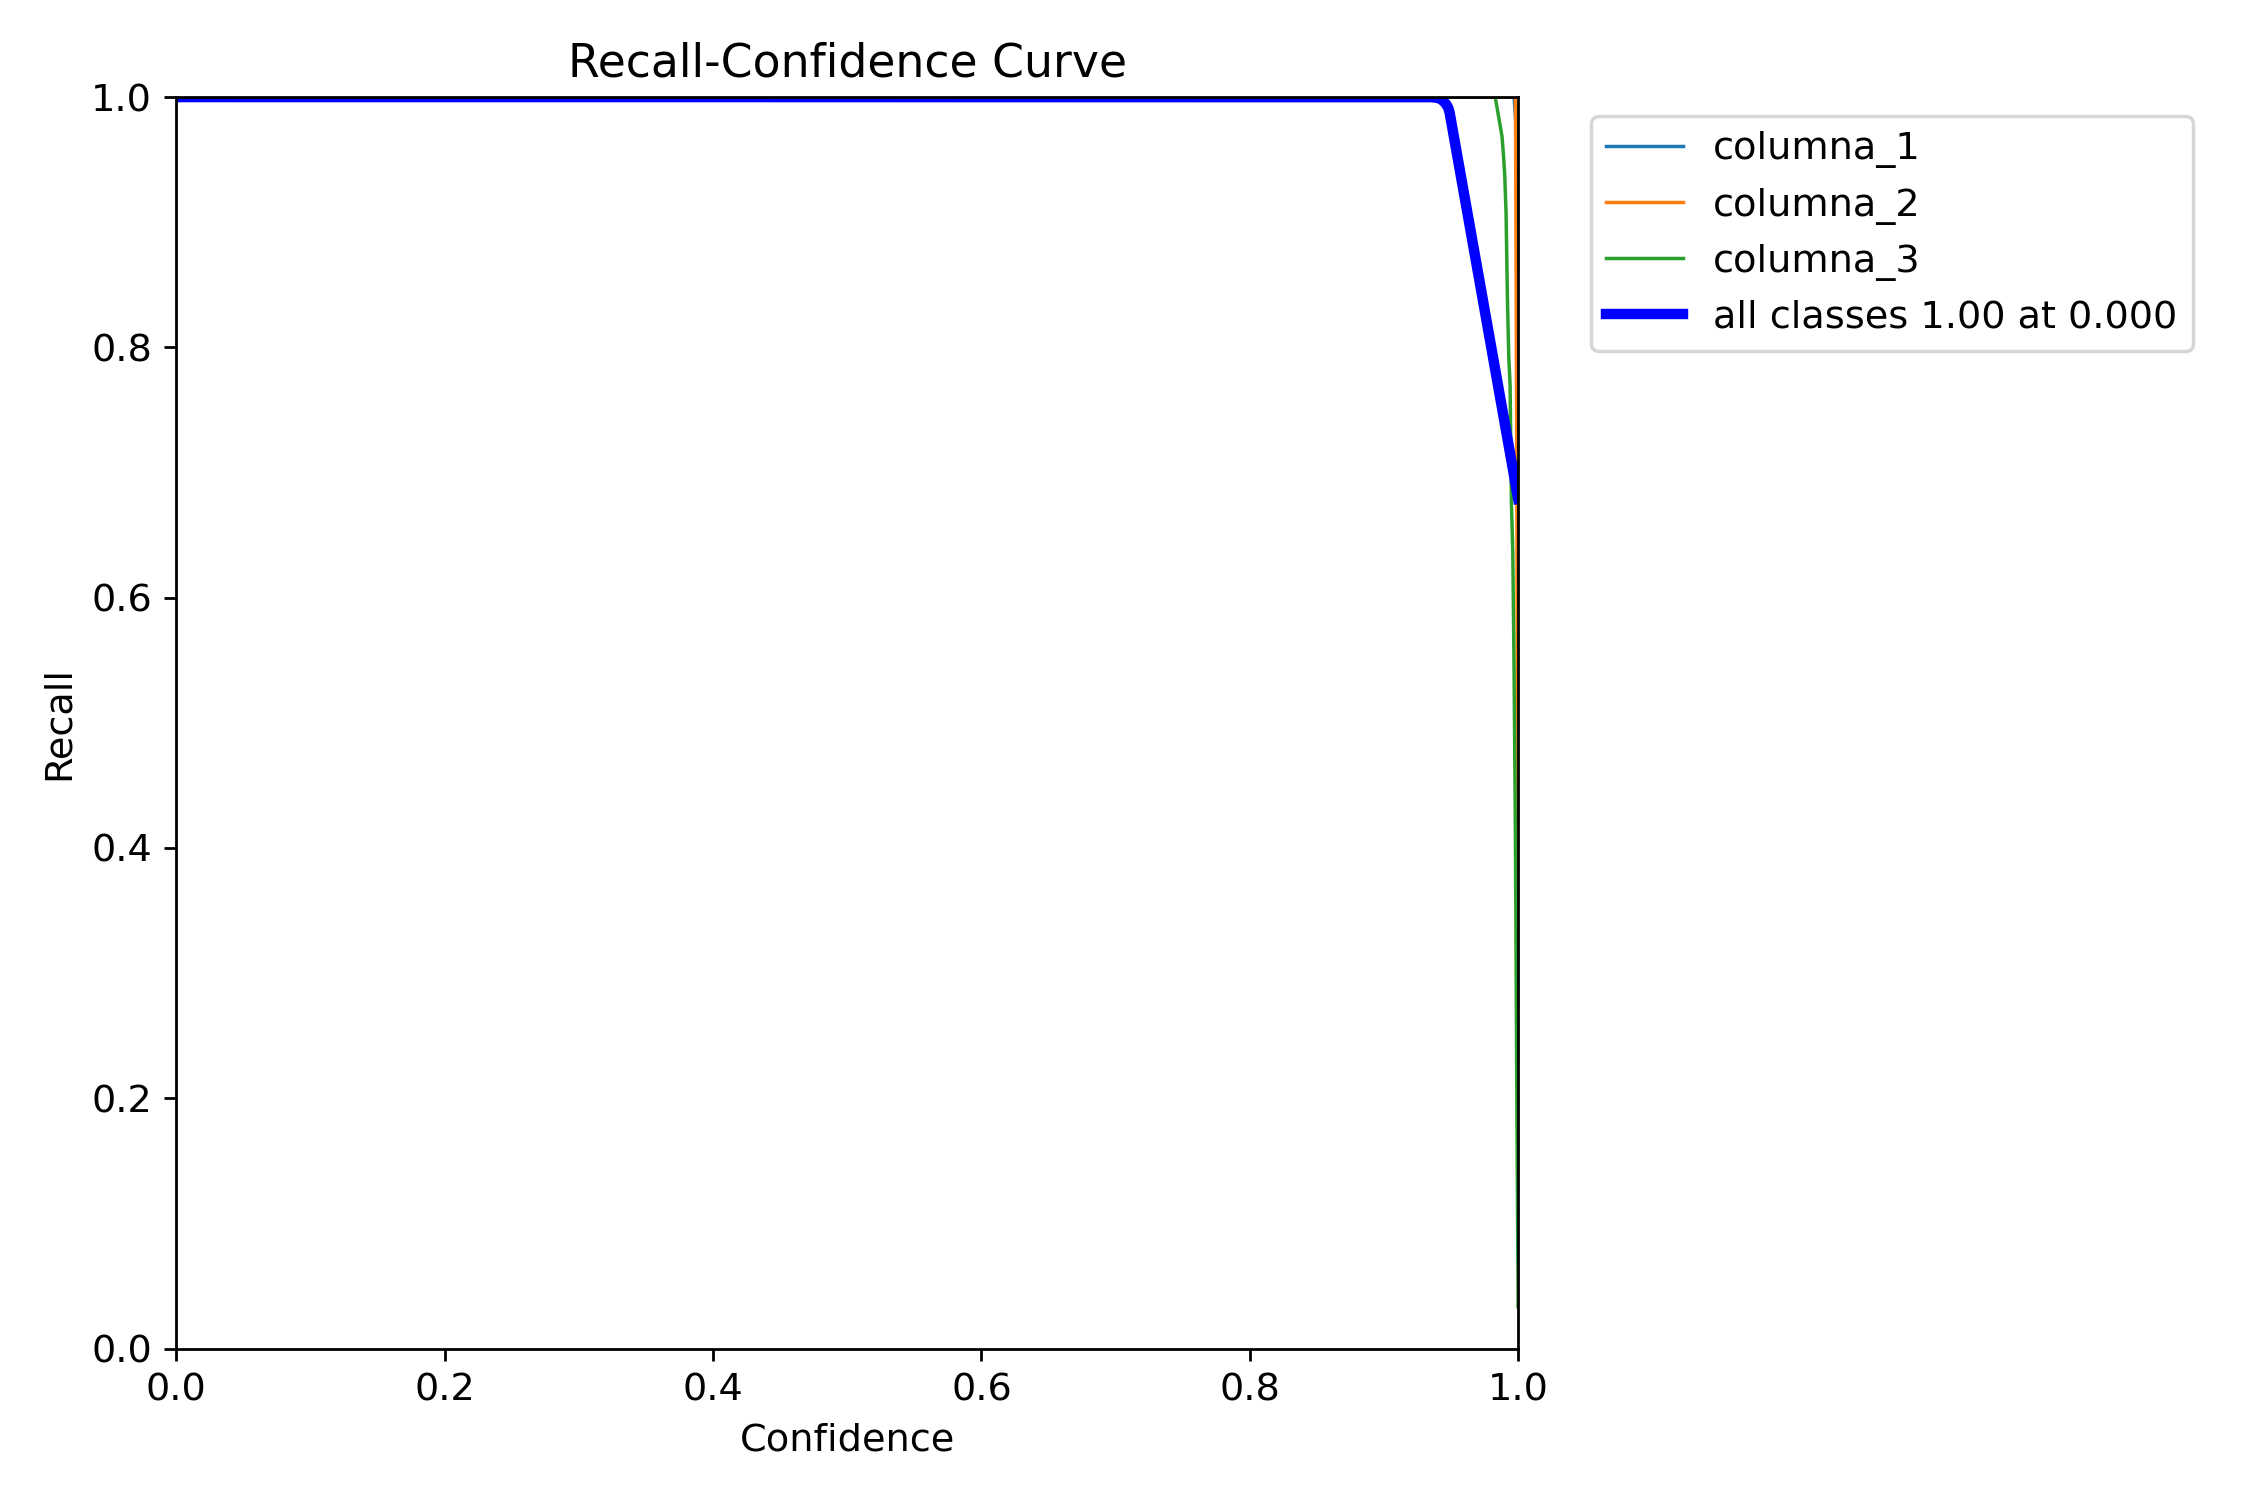 Recall-Confidence Curve
1.0
0.8
0.6
0.4
0.2
0.0
Recall
0.0 0.2 0.4 0.6 0.8 1.0
Confidence
columna_1
columna_2
columna_3
all classes 1.00 at 0.000